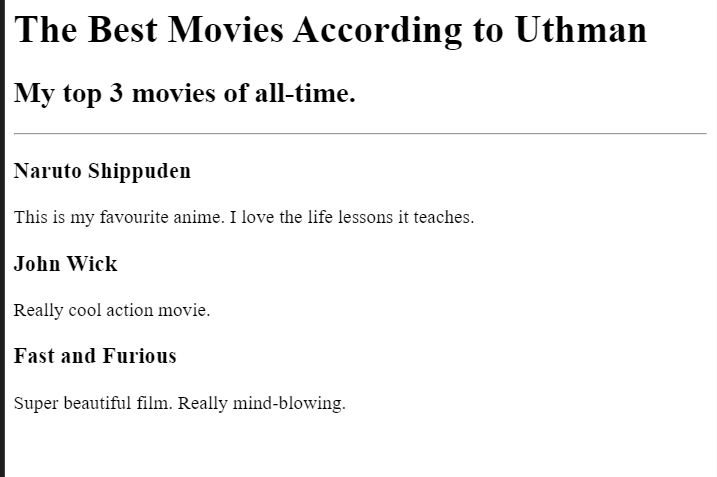 The Best Movies According to Uthman
My top 3 movies of all-time.
Naruto Shippuden
This is my favourite anime. I love the life lessons it teaches.
John Wick
Really cool action movie.
Fast and Furious
Super beautiful film. Really mind-blowing.